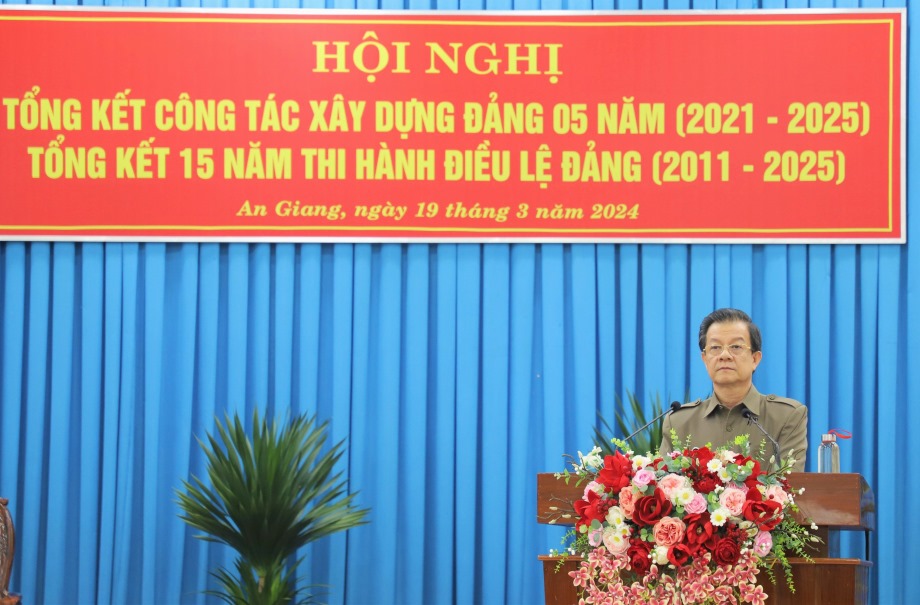 HỘI NGHỊ
TỔNG KẾT CÔNG TÁC XÂY DỰNG ĐẢNG 05 NĂM (2021 - 2025)
TỔNG KẾT 15 NĂM THI HÀNH ĐIỀU LỆ ĐẢNG (2011 - 2025)
An Giang, ngày 19 tháng 3 năm 2024